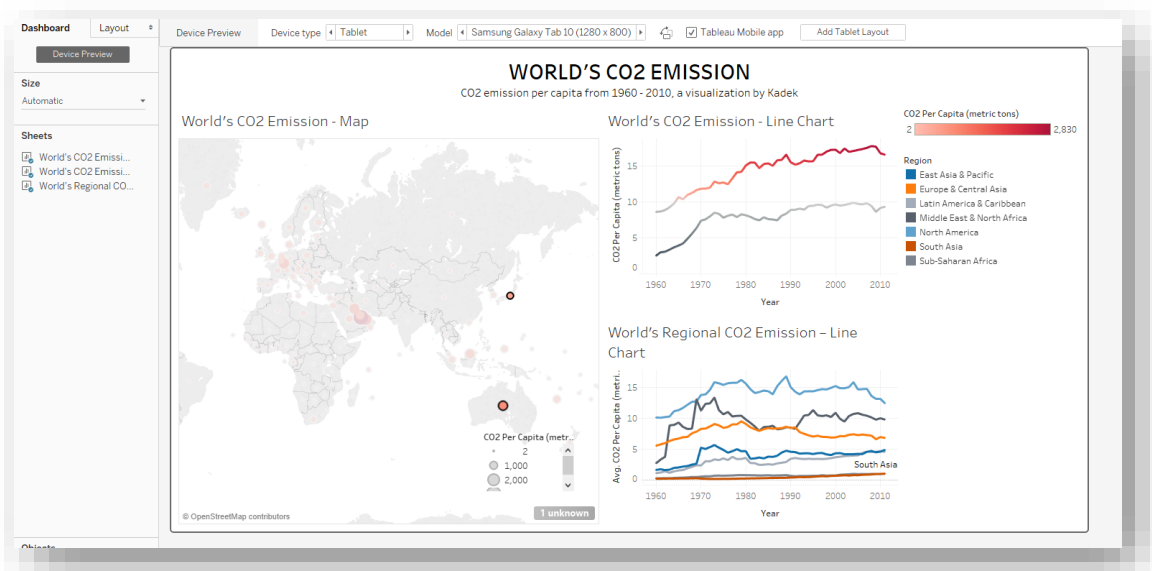 Dashboard
Layout
Device Preview
Size
Automatic
Sheets
World's CO2 Emissi...
World's CO2 Emissi...
World's Regional CO...
Objects
Device Preview
Device type
Tablet
Model
Samsung Galaxy Tab 10 (1280 x 800)
Tableau Mobile app
Add Tablet Layout
WORLD'S CO2 EMISSION
CO2 emission per capita from 1960 - 2010, a visualization by Kadek
World's CO2 Emission - Map
CO2 Per Capita (metr..
2
1,000
2,000
© OpenStreetMap contributors
1 unknown
World's CO2 Emission - Line Chart
CO2 Per Capita (metric tons)
15
10
5
0
1960 1970 1980 1990 2000 2010
Year
World's Regional CO2 Emission – Line
Chart
Avg. CO2 Per Capita (metri..
15
10
5
0
South Asia
1960 1970 1980 1990 2000 2010
Year
CO2 Per Capita (metric tons)
2 2,830
Region
East Asia & Pacific
Europe & Central Asia
Latin America & Caribbean
Middle East & North Africa
North America
South Asia
Sub-Saharan Africa